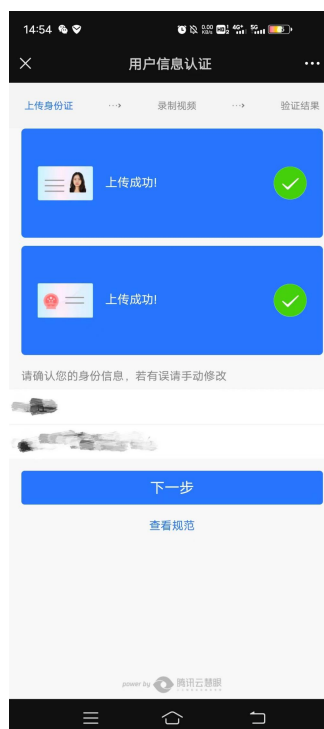 14:54
用户信息认证
上传身份证 录制视频 验证结果
上传成功!
上传成功!
请确认您的身份信息，若有误请手动修改
下一步
查看规范
power by 腾讯云慧眼